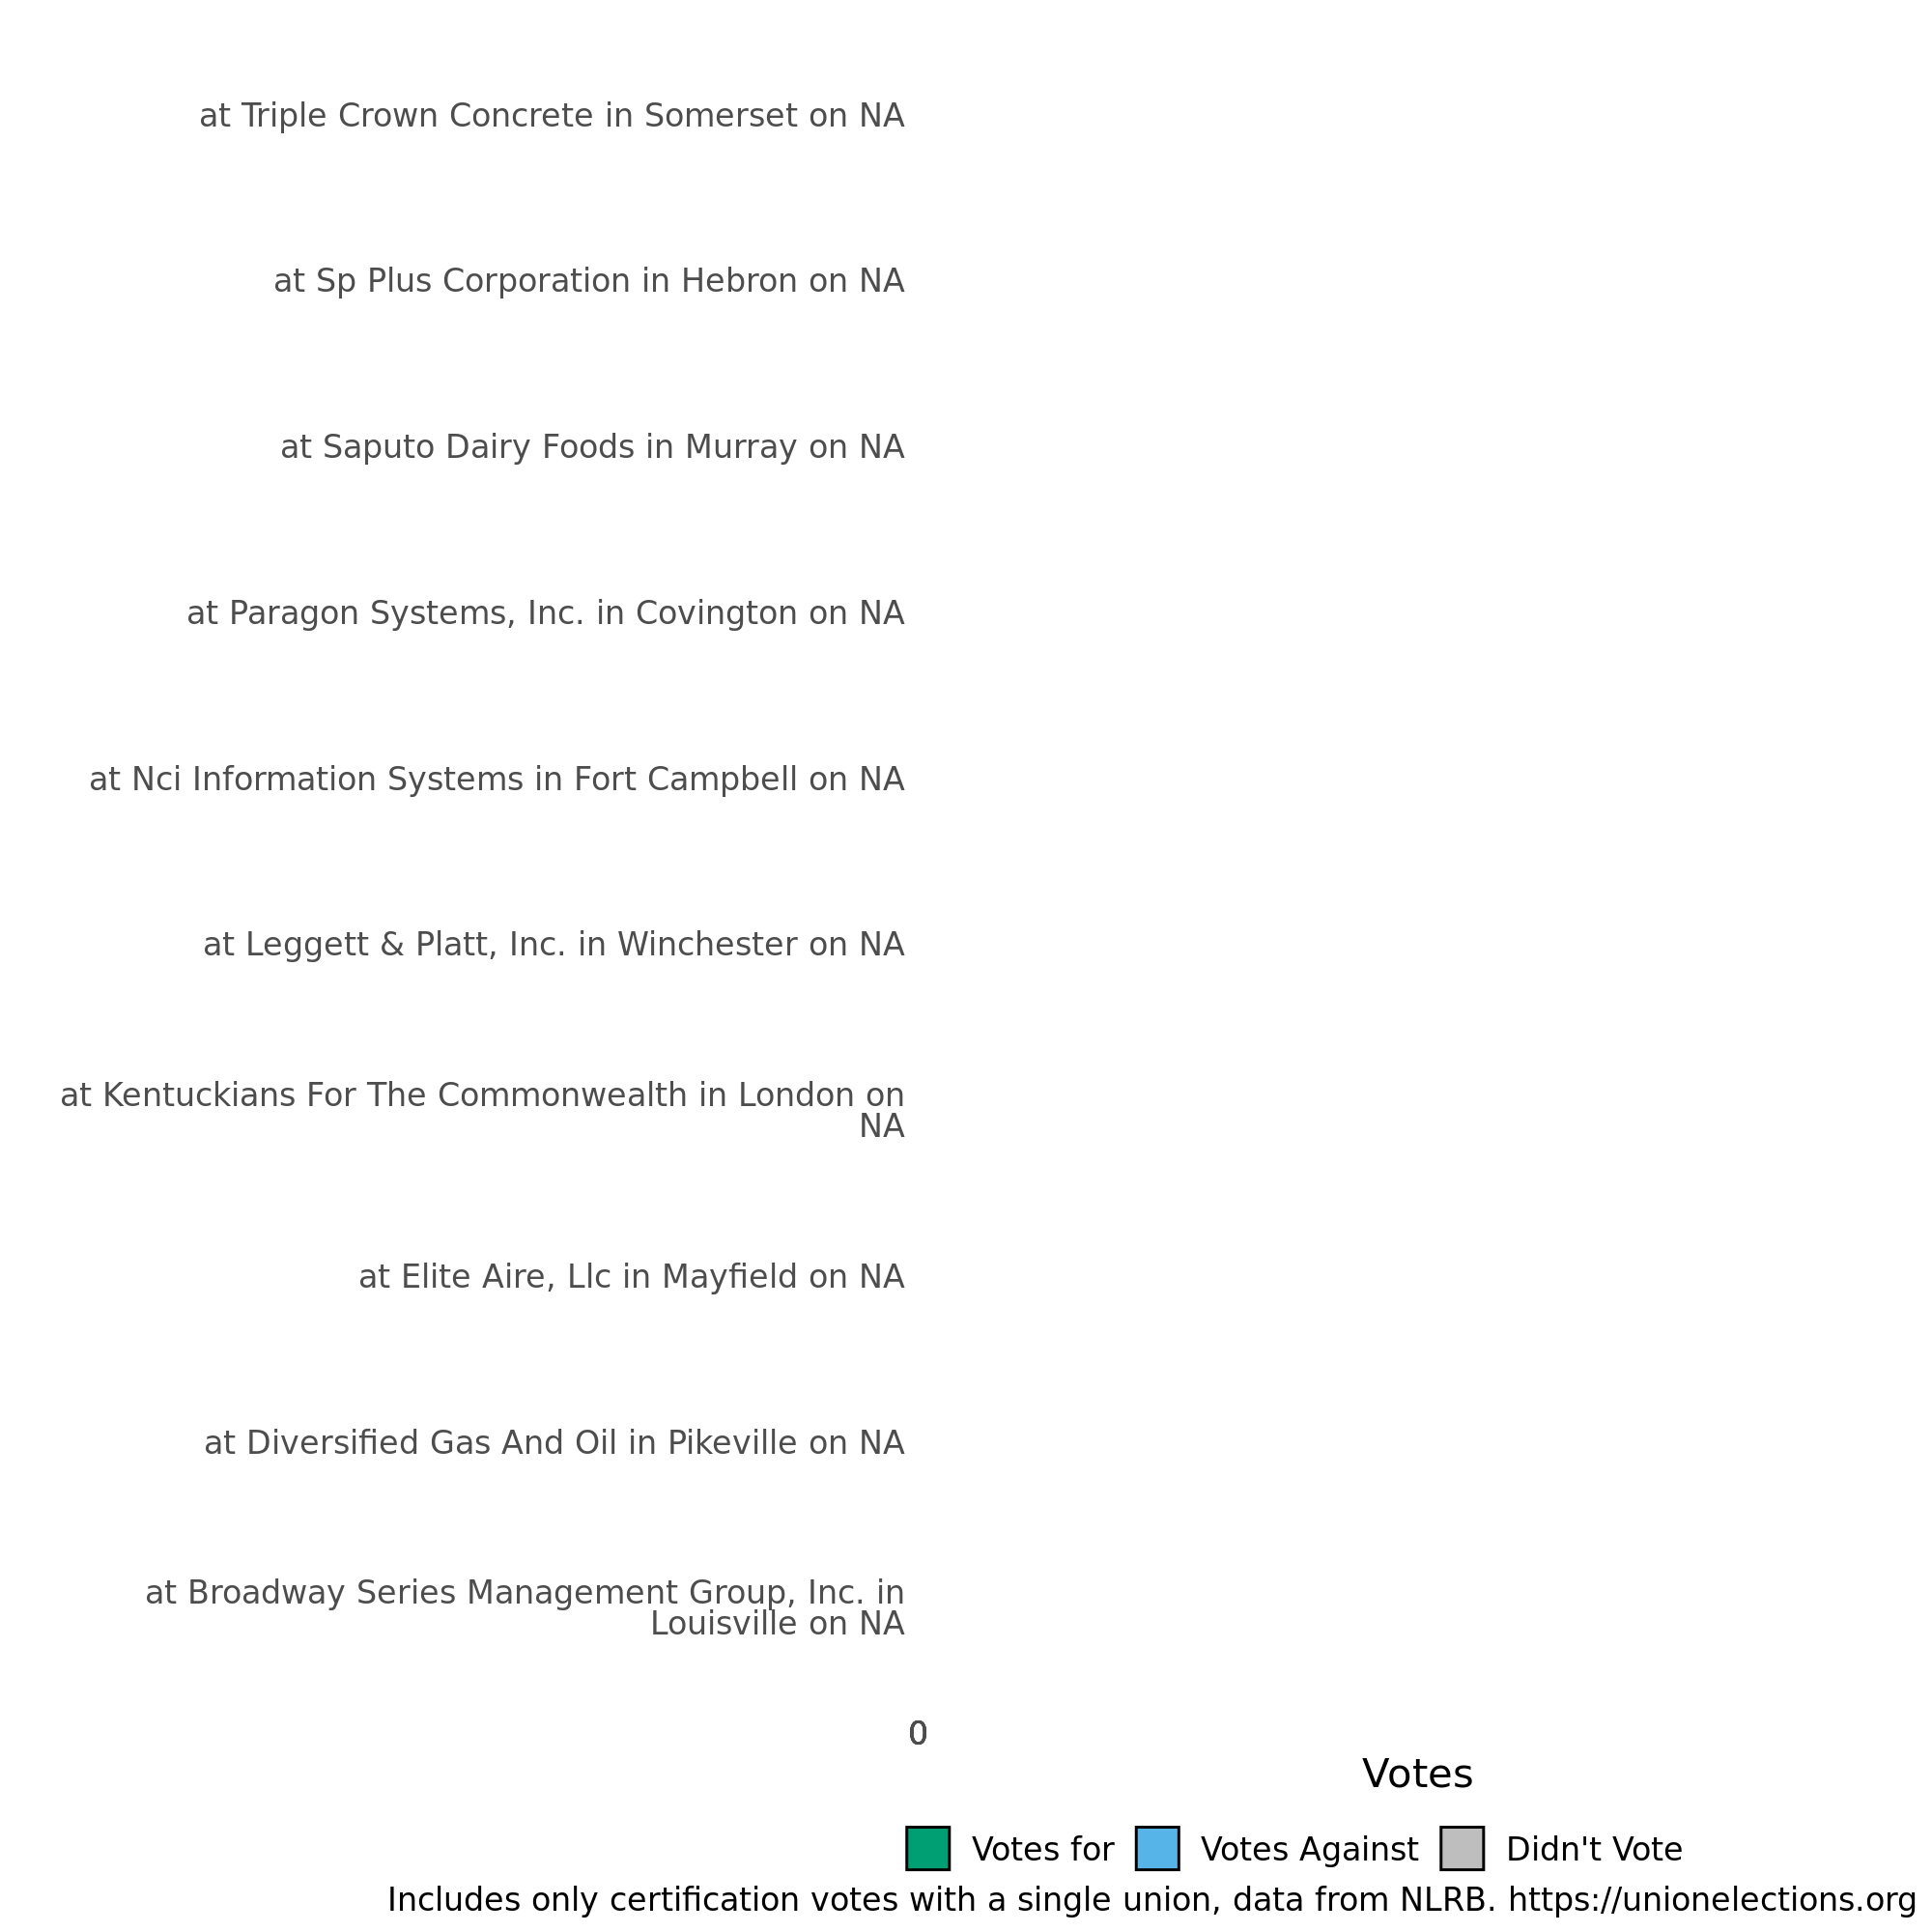 at Triple Crown Concrete in Somerset on NA
at Sp Plus Corporation in Hebron on NA
at Saputo Dairy Foods in Murray on NA
at Paragon Systems, Inc. in Covington on NA
at Nci Information Systems in Fort Campbell on NA
at Leggett & Platt, Inc. in Winchester on NA
at Kentuckians For The Commonwealth in London on
NA
at Elite Aire, Llc in Mayfield on NA
at Diversified Gas And Oil in Pikeville on NA
at Broadway Series Management Group, Inc. in
Louisville on NA
0
Votes
Votes for Votes Against Didn't Vote
Includes only certification votes with a single union, data from NLRB. https://unionelections.org